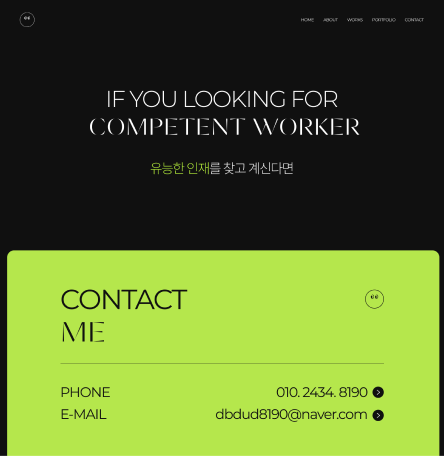 HOME ABOUT WORKS PORTFOLIO CONTACT
IF YOU LOOKING FOR
COMPETENT WORKER
유능한 인재를 찾고 계신다면
CONTACT
ME
PHONE 010. 2434. 8190
E-MAIL dbdud8190@naver.com